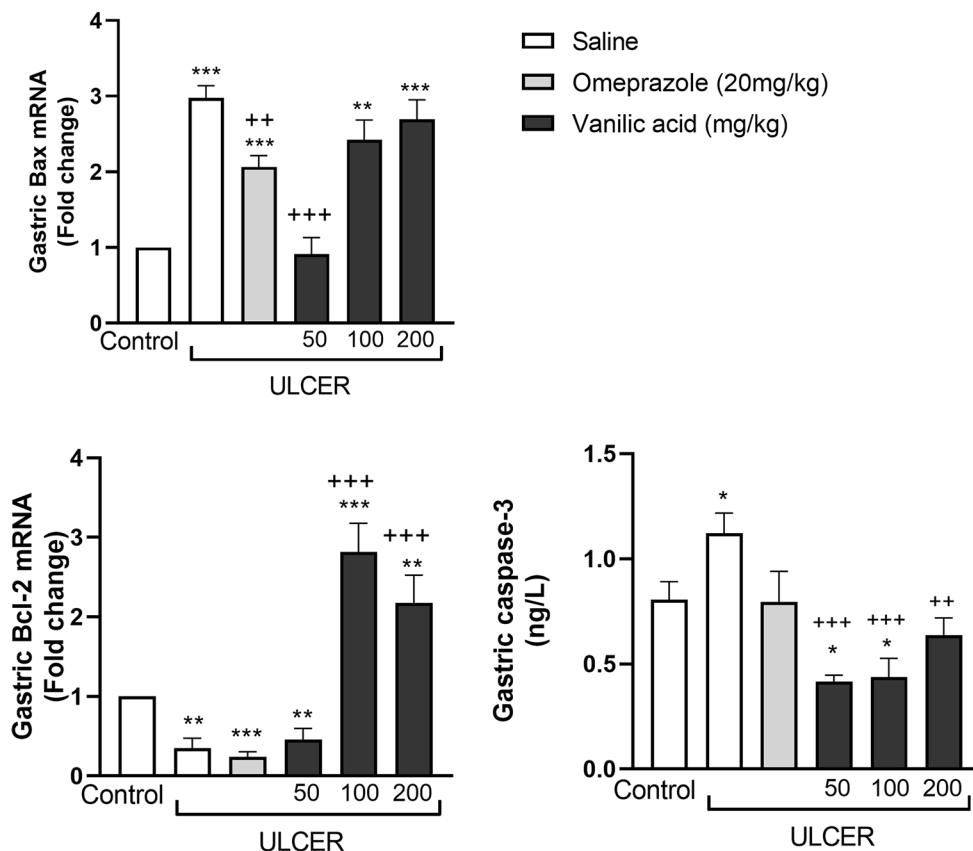 Gastric Bax mRNA
(Fold change)
4
3
2
1
0
***
++
***
+++
**
***
Control
50
100
200
ULCER
Saline
Omeprazole (20mg/kg)
Vanilic acid (mg/kg)
Gastric Bcl-2 mRNA
(Fold change)
4
3
2
1
0
**
***
**
+++
***
+++
**
Control
50
100
200
ULCER
Gastric caspase-3
(ng/L)
1.5
1.0
0.5
0.0
*
+++
*
+++
*
++
Control
50
100
200
ULCER